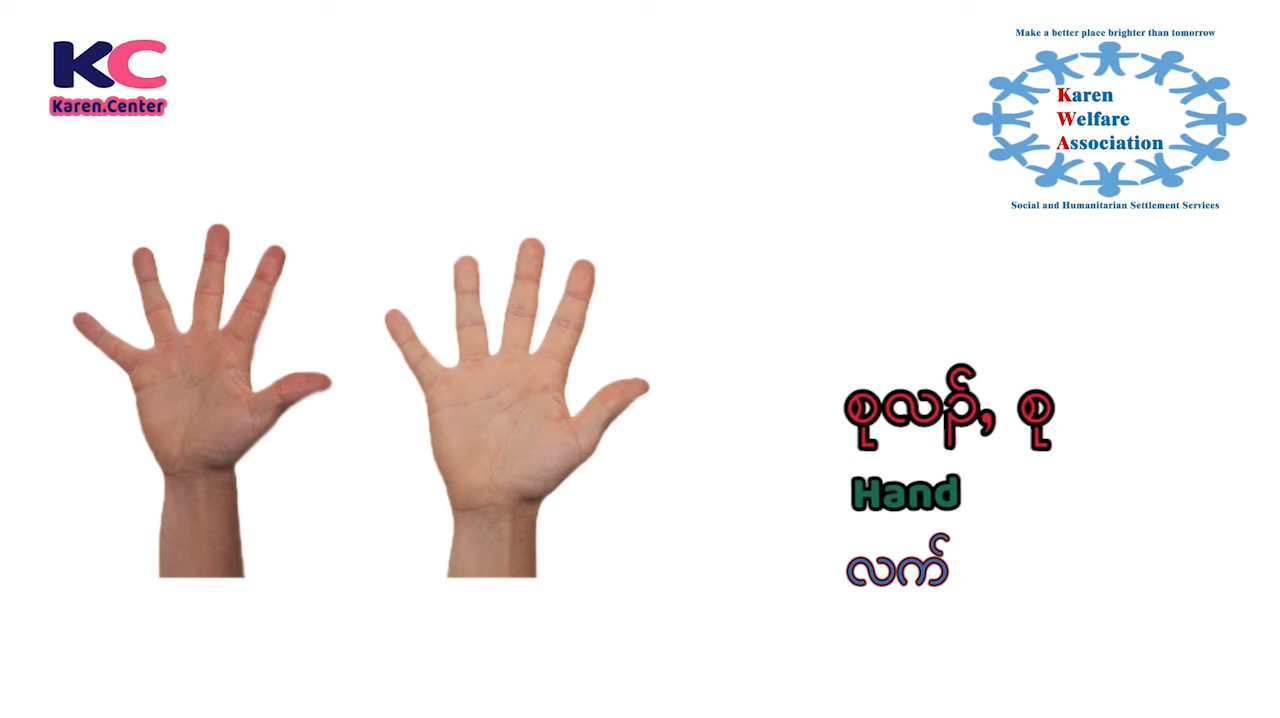 KC
Karen.Center
Make a better place brighter than tomorrow
Karen
Welfare
Association
Social and Humanitarian Settlement Services
စုလၣ်, စု
Hand
လက်